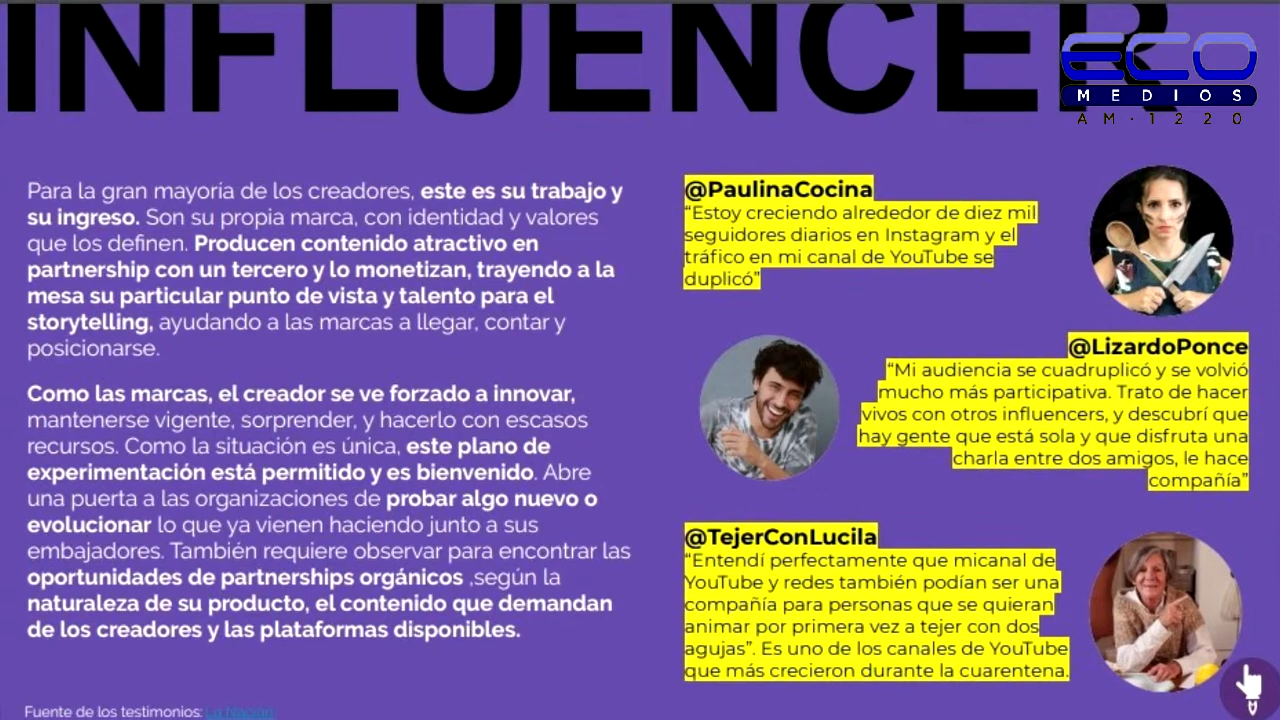 INFLUENCER
ECO
MEDIOS
AM·1220
Para la gran mayoría de los creadores, este es su trabajo y
su ingreso. Son su propia marca, con identidad y valores
que los definen. Producen contenido atractivo en
partnership con un tercero y lo monetizan, trayendo a la
mesa su particular punto de vista y talento para el
storytelling, ayudando a las marcas a llegar, contar y
posicionarse.
Como las marcas, el creador se ve forzado a innovar,
mantenerse vigente, sorprender, y hacerlo con escasos
recursos. Como la situación es única, este plano de
experimentación está permitido y es bienvenido. Abre
una puerta a las organizaciones de probar algo nuevo o
evolucionar lo que ya vienen haciendo junto a sus
embajadores. También requiere observar para encontrar las
oportunidades de partnerships orgánicos ,según la
naturaleza de su producto, el contenido que demandan
de los creadores y las plataformas disponibles.
Fuente de los testimonios: La Nación
@PaulinaCocina
“Estoy creciendo alrededor de diez mil
seguidores diarios en Instagram y el
tráfico en mi canal de YouTube se
duplicó”
@LizardoPonce
“Mi audiencia se cuadruplicó y se volvió
mucho más participativa. Trato de hacer
vivos con otros influencers, y descubrí que
hay gente que está sola y que disfruta una
charla entre dos amigos, le hace
compañía”
@TejerConLucila
“Entendí perfectamente que micanal de
YouTube y redes también podían ser una
compañía para personas que se quieran
animar por primera vez a tejer con dos
agujas”. Es uno de los canales de YouTube
que más crecieron durante la cuarentena.